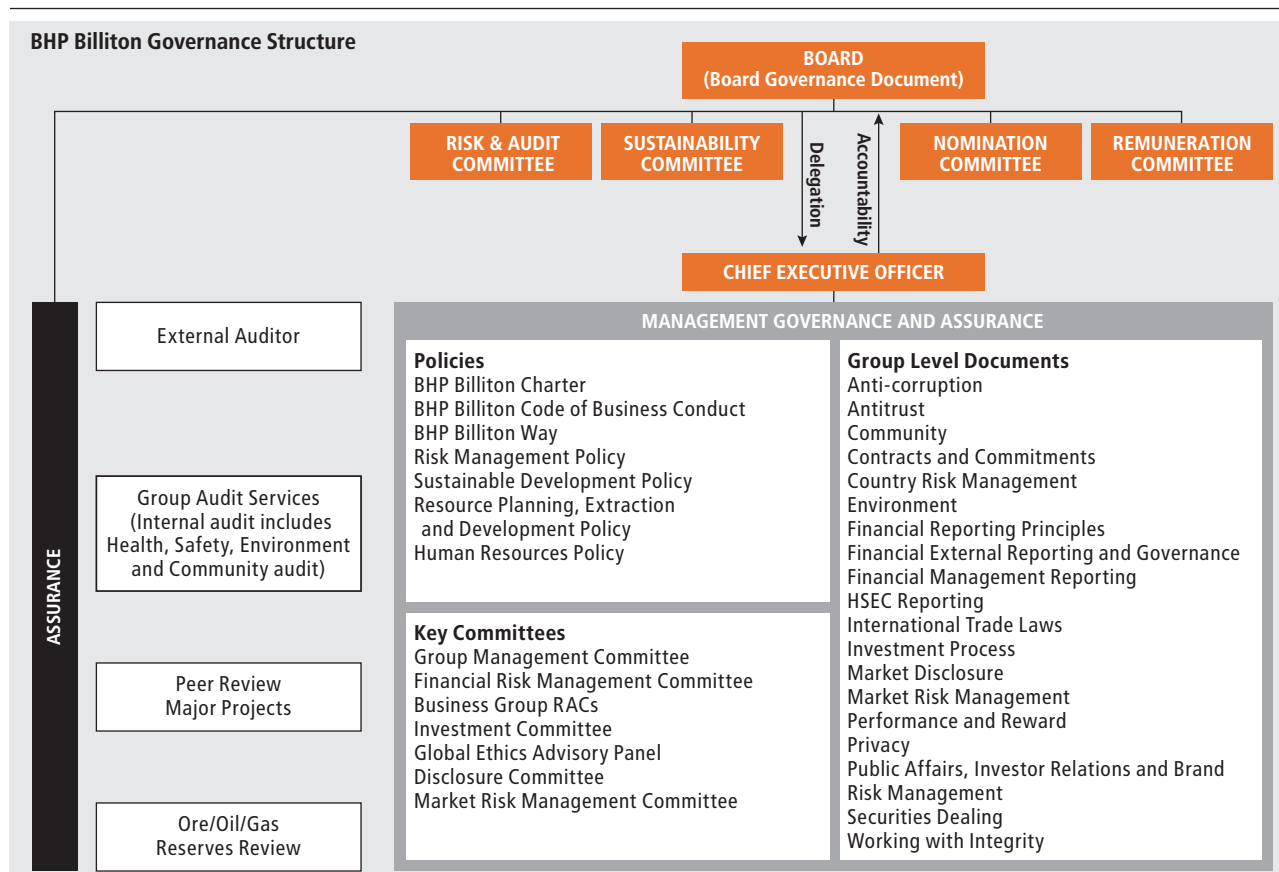 BHP Billiton Governance Structure
BOARD
(Board Governance Document)
RISK & AUDIT
COMMITTEE
SUSTAINABILITY
COMMITTEE
Delegation
Accountability
NOMINATION
COMMITTEE
REMUNERATION
COMMITTEE
CHIEF EXECUTIVE OFFICER
ASSURANCE
External Auditor
Group Audit Services
(Internal audit includes
Health, Safety, Environment
and Community audit)
Peer Review
Major Projects
Ore/Oil/Gas
Reserves Review
MANAGEMENT GOVERNANCE AND ASSURANCE
Policies
BHP Billiton Charter
BHP Billiton Code of Business Conduct
BHP Billiton Way
Risk Management Policy
Sustainable Development Policy
Resource Planning, Extraction
and Development Policy
Human Resources Policy
Key Committees
Group Management Committee
Financial Risk Management Committee
Business Group RACs
Investment Committee
Global Ethics Advisory Panel
Disclosure Committee
Market Risk Management Committee
Group Level Documents
Anti-corruption
Antitrust
Community
Contracts and Commitments
Country Risk Management
Environment
Financial Reporting Principles
Financial External Reporting and Governance
Financial Management Reporting
HSEC Reporting
International Trade Laws
Investment Process
Market Disclosure
Market Risk Management
Performance and Reward
Privacy
Public Affairs, Investor Relations and Brand
Risk Management
Securities Dealing
Working with Integrity